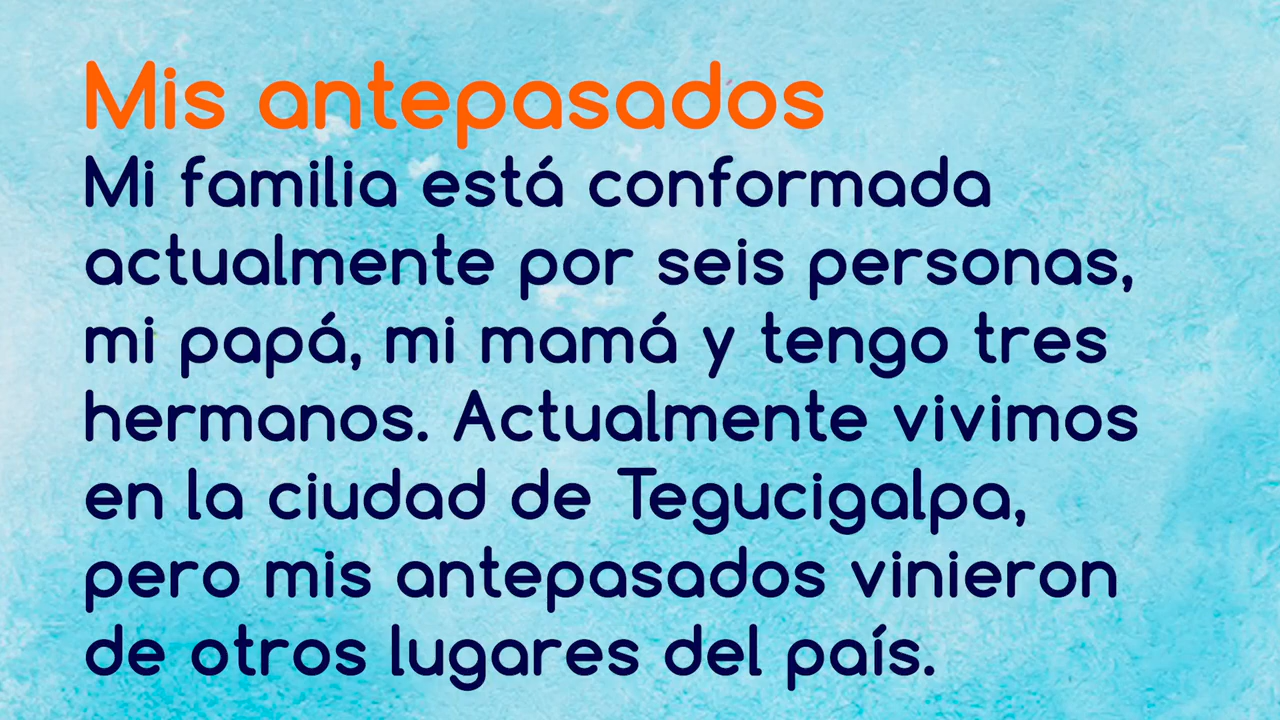 Mis antepasados
Mi familia está conformada
actualmente por seis personas,
mi papá, mi mamá y tengo tres
hermanos. Actualmente vivimos
en la ciudad de Tegucigalpa,
pero mis antepasados vinieron
de otros lugares del país.